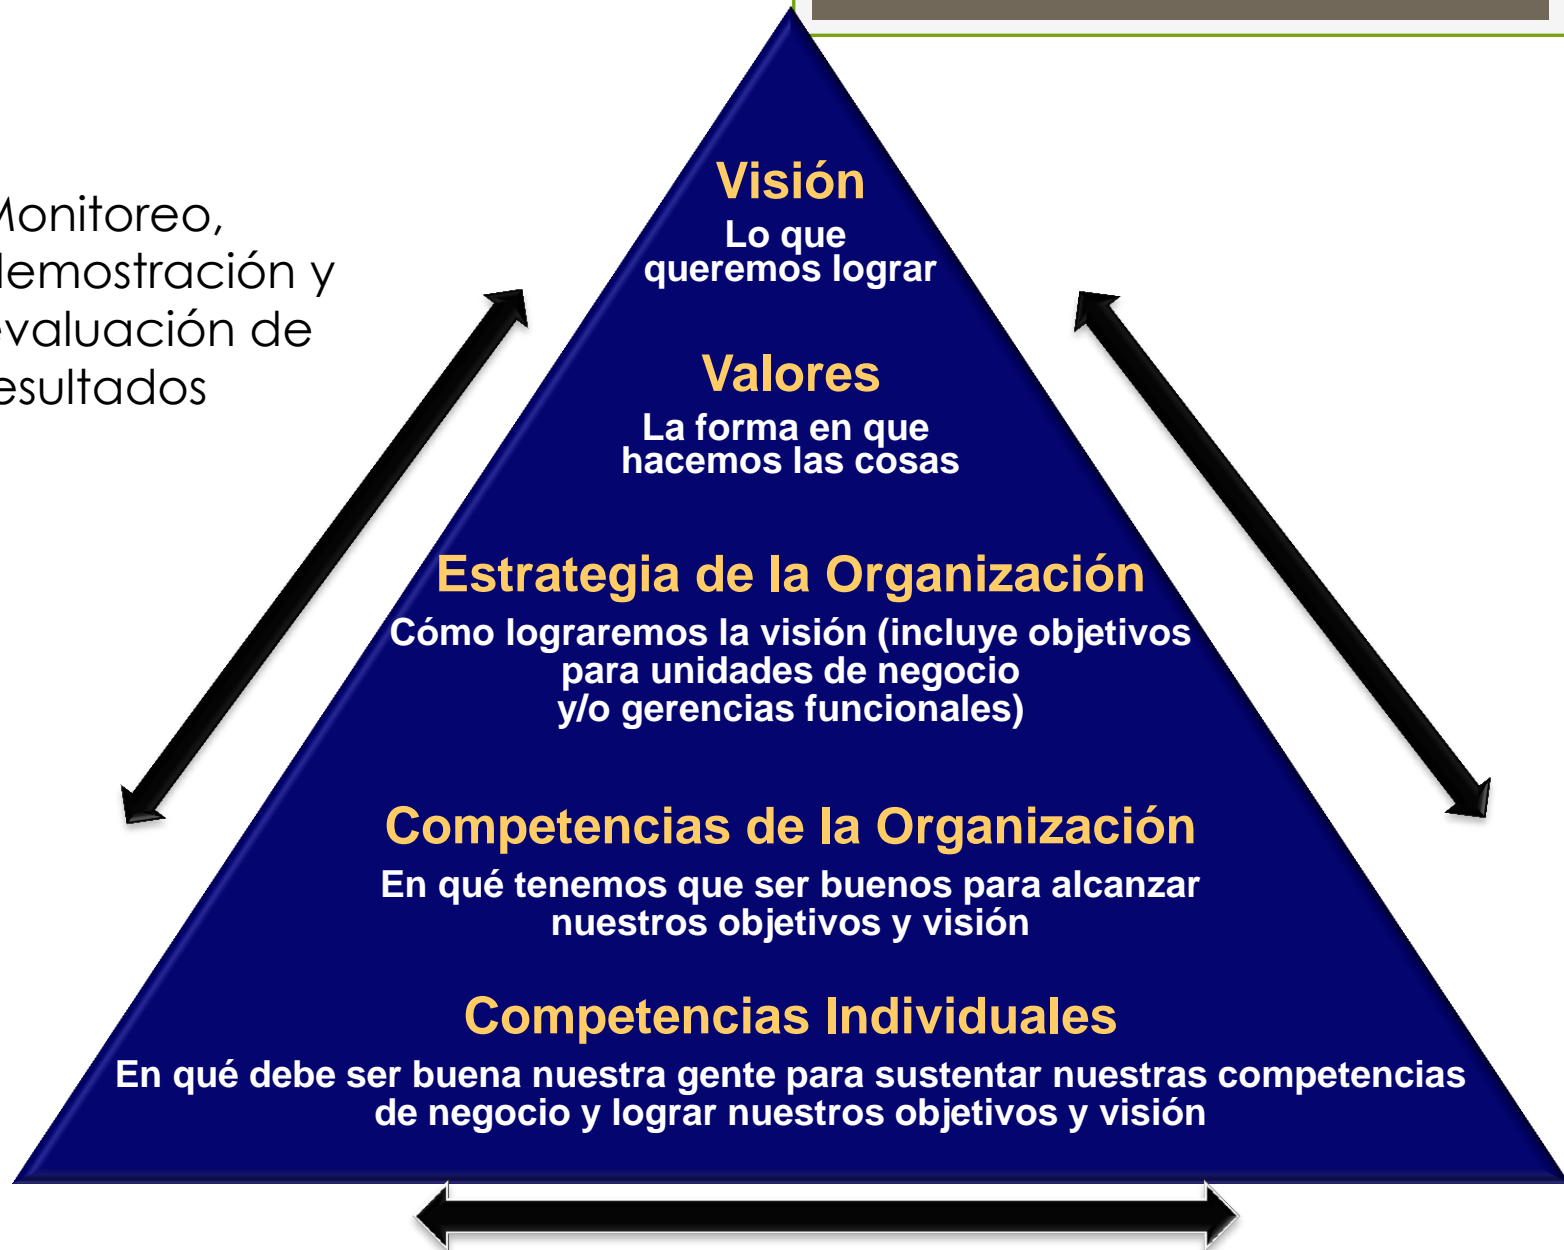 Monitoreo,
demostración y
evaluación de
resultados
Visión
Lo que
queremos lograr
Valores
La forma en que
hacemos las cosas
Estrategia de la Organización
Cómo lograremos la visión (incluye objetivos
para unidades de negocio
y/o gerencias funcionales)
Competencias de la Organización
En qué tenemos que ser buenos para alcanzar
nuestros objetivos y visión
Competencias Individuales
En qué debe ser buena nuestra gente para sustentar nuestras competencias
de negocio y lograr nuestros objetivos y visión